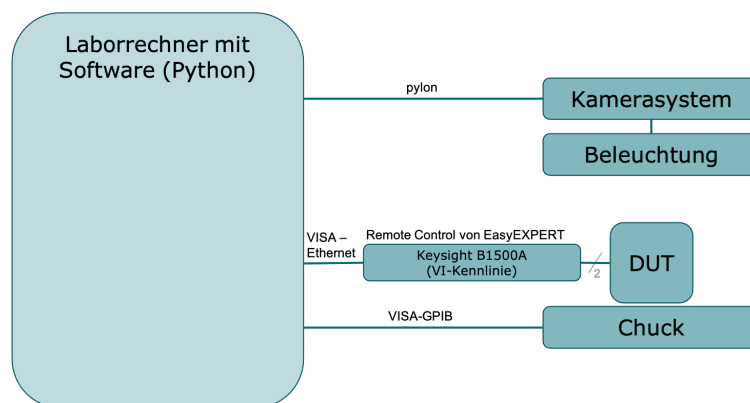 Laborrechner mit
Software (Python)
pylon
Kamerasystem
Beleuchtung
VISA –
Ethernet
Remote Control von EasyEXPERT
Keysight B1500A
(VI-Kennlinie)
2
DUT
VISA-GPIB
Chuck